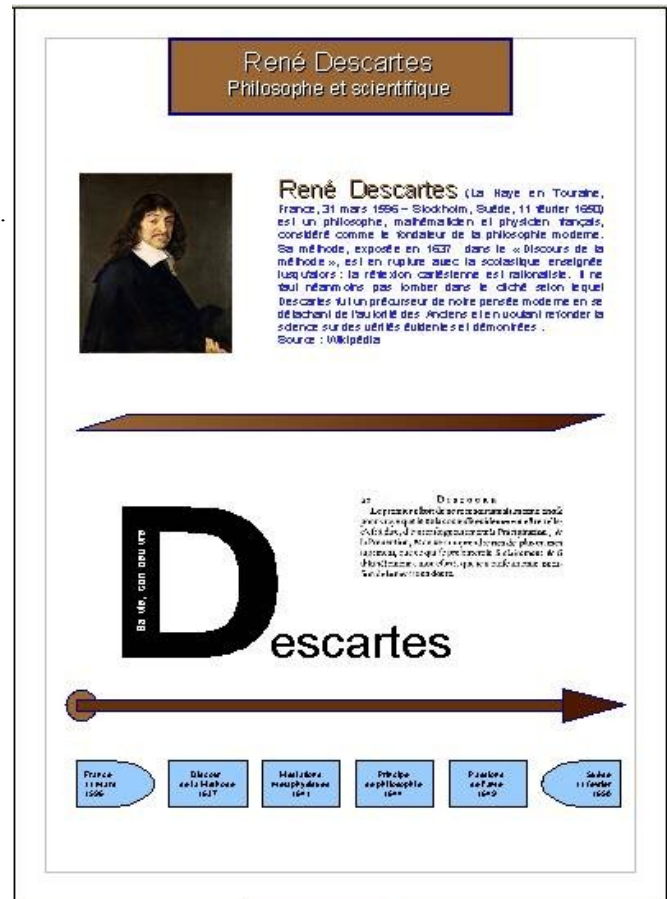 René Descartes
Philosophe et scientifique
René Descartes (La Haye en Touraine,
France, 31 mars 1596 – Stockholm, Suède, 11 février 1650)
est un philosophe, mathématicien et physicien français,
considéré comme le fondateur de la philosophie moderne.
Sa méthode, exposée en 1637 dans le « Discours de la
méthode », est en rupture avec la scolastique enseignée
jusqu'alors : la réflexion cartésienne est rationaliste. Il ne
faut néanmoins pas tomber dans le cliché selon lequel
Descartes fut un précurseur de notre pensée moderne en se
détachant de l'autorité des Anciens et en voulant refonder la
science sur des vérités évidentes et démontrées .
Source : Wikipédia
Discours
Sa vie, son oeuvre
Descartes
France
31 Mars
1596
Discour
de la Méthode
1637
Méditations
Métaphysiques
1641
Principe
de philosophie
1644
Passions
de l'ame
1649
Suède
11 février
1650